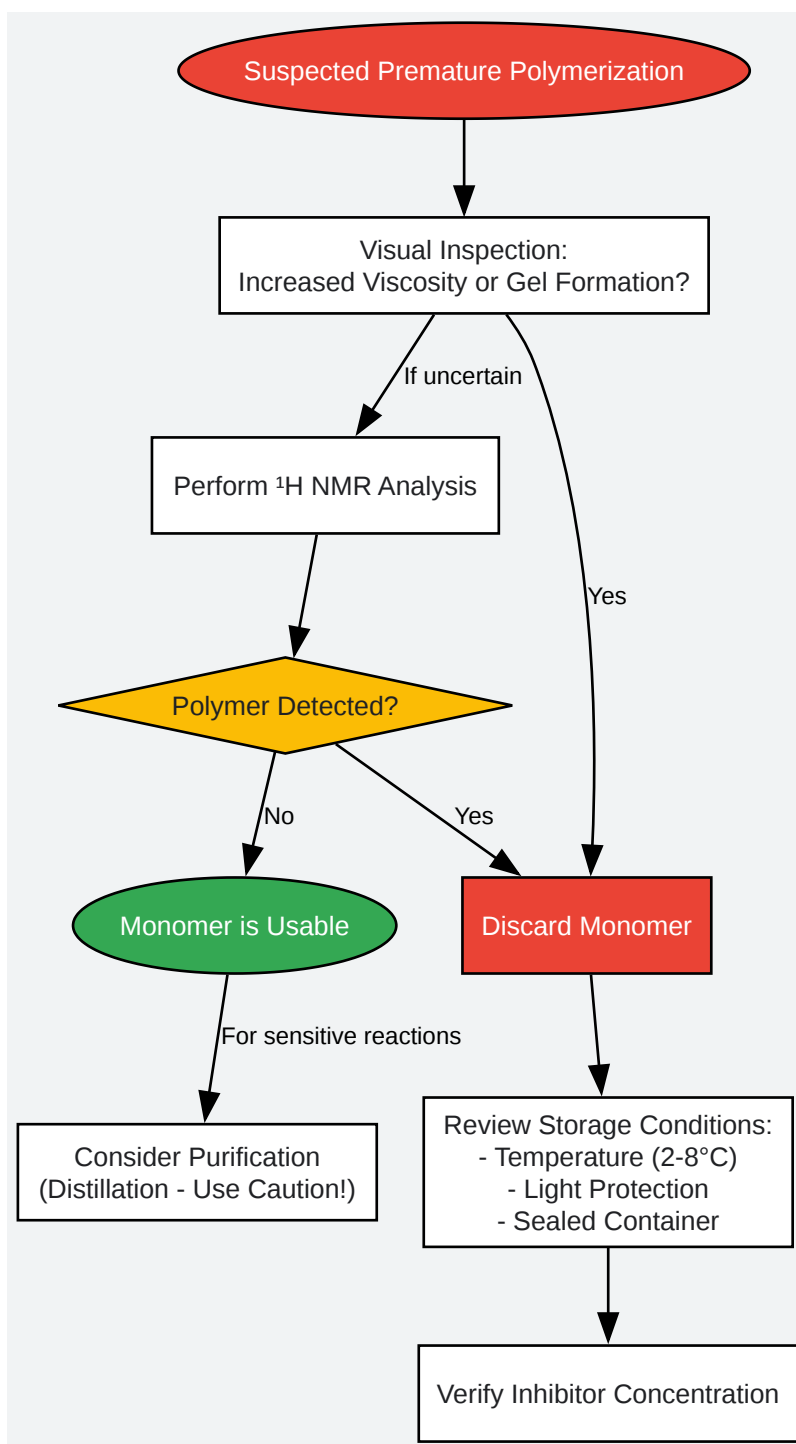 Suspected Premature Polymerization
Visual Inspection:
Increased Viscosity or Gel Formation?
If uncertain
Perform ¹H NMR Analysis
Yes
Polymer Detected?
No
Yes
Monomer is Usable
Discard Monomer
For sensitive reactions
Consider Purification
(Distillation - Use Caution!)
Review Storage Conditions:
- Temperature (2-8°C)
- Light Protection
- Sealed Container
Verify Inhibitor Concentration